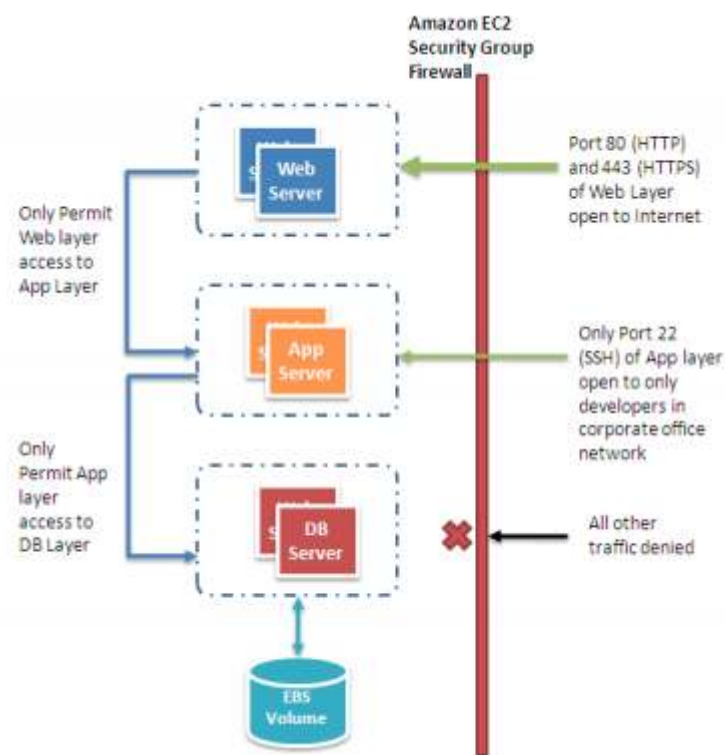 Amazon EC2
Security Group
Firewall
Web
Server
Port 80 (HTTP)
and 443 (HTTPS)
of Web Layer
open to Internet
Only Permit
Web layer
access to
App Layer
App
Server
Only Port 22
(SSH) of App layer
open to only
developers in
corporate office
network
Only
Permit App
layer
access to
DB Layer
DB
Server
All other
traffic denied
EBS
Volume